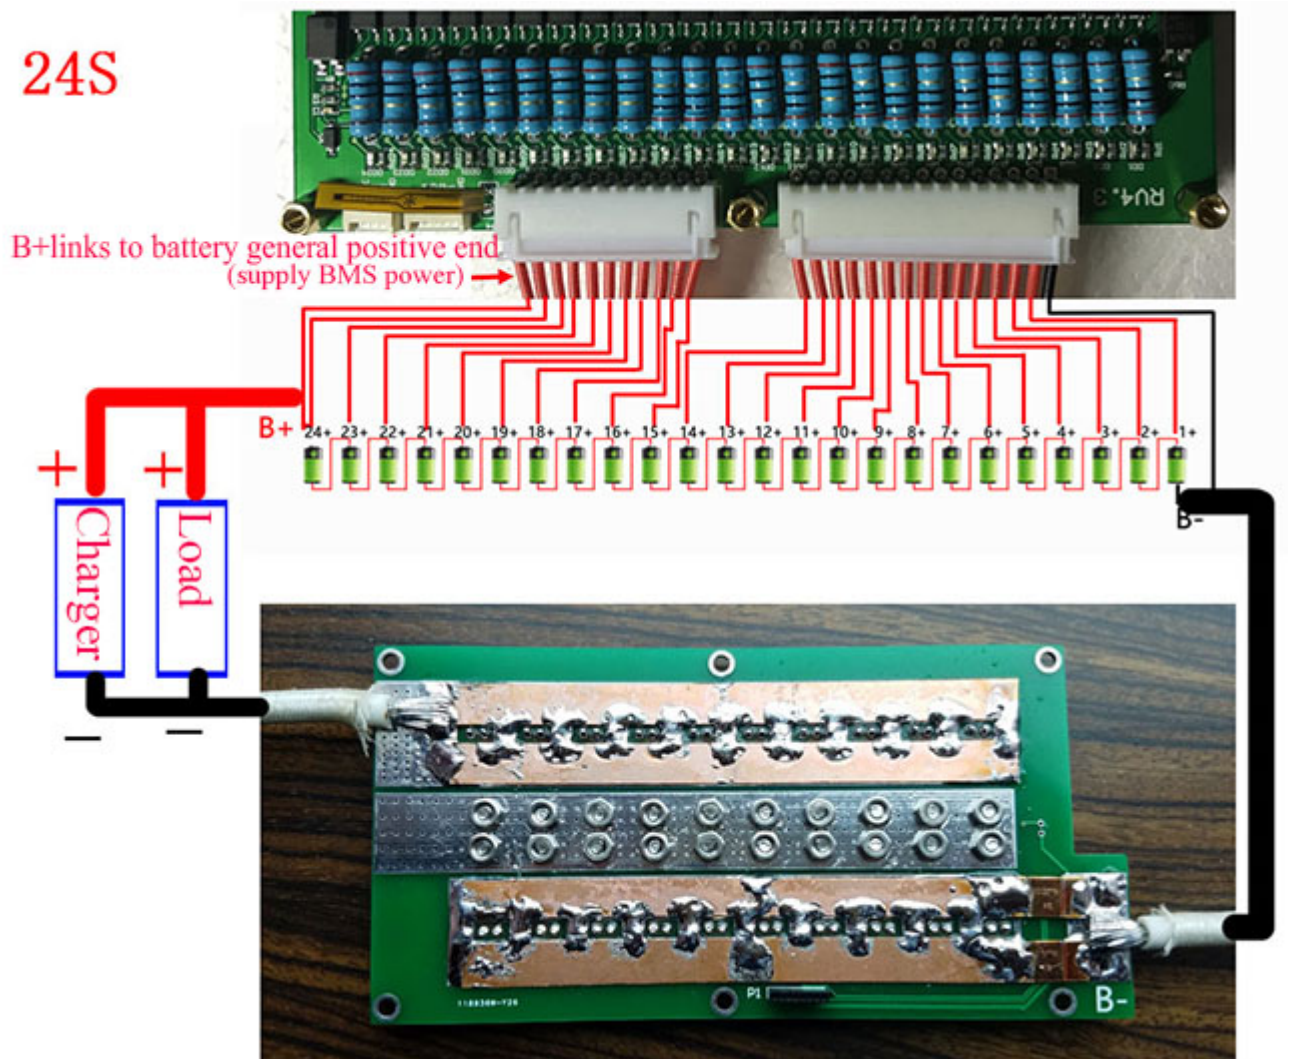 24S
RV4.3
B+links to battery general positive end
(supply BMS power)
B+ 24+ 23+ 22+ 21+ 20+ 19+ 18+ 17+ 16+ 15+ 14+ 13+ 12+ 11+ 10+ 9+ 8+ 7+ 6+ 5+ 4+ 3+ 2+ 1+
+ +
B-
Charger
Load
— —
P1
B-